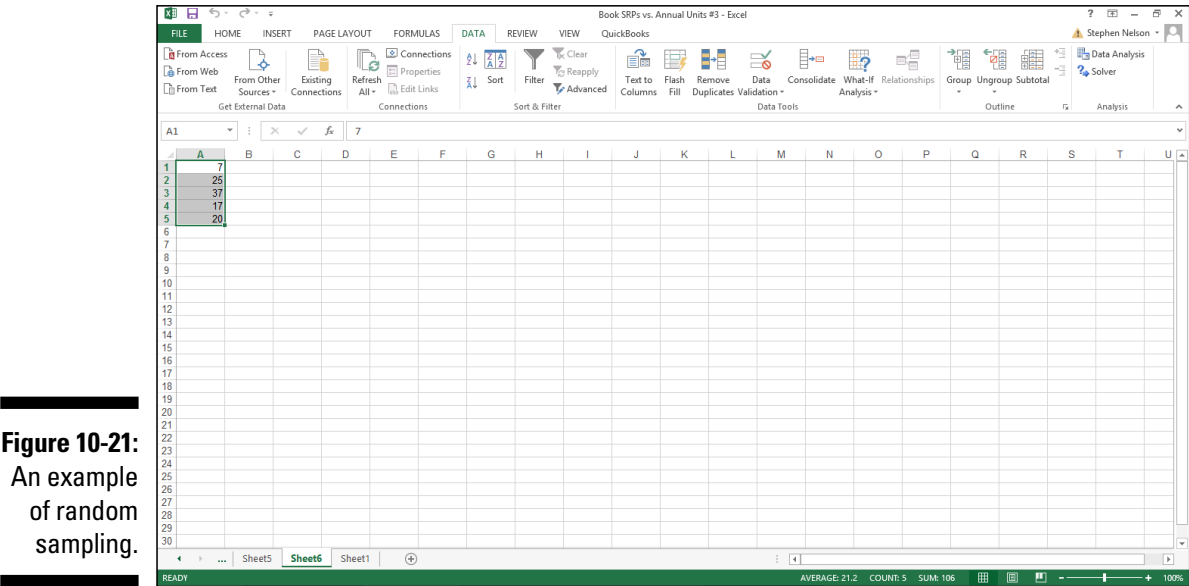 Book SRPs vs. Annual Units #3 - Excel
?
FILE HOME INSERT PAGE LAYOUT FORMULAS DATA REVIEW VIEW QuickBooks Stephen Nelson
From Access
From Web
From Text
From Other
Sources
Existing
Connections
Get External Data
Refresh
All
Connections
Properties
Edit Links
Connections
Sort
Filter
Clear
Reapply
Advanced
Sort & Filter
Text to
Columns
Flash
Fill
Remove
Duplicates
Data
Validation
Consolidate
What-If
Analysis
Relationships
Data Tools
Group
Ungroup
Subtotal
Outline
Data Analysis
Solver
Analysis
A1 fx 7
A B C D E F G H I J K L M N O P Q R S T U
1 7
2 25
3 37
4 17
5 20
6
7
8
9
10
11
12
13
14
15
16
17
18
19
20
21
22
23
24
25
26
27
28
29
30
... Sheet5 Sheet6 Sheet1
READY AVERAGE: 21.2 COUNT: 5 SUM: 106 100%
Figure 10-21:
An example
of random
sampling.